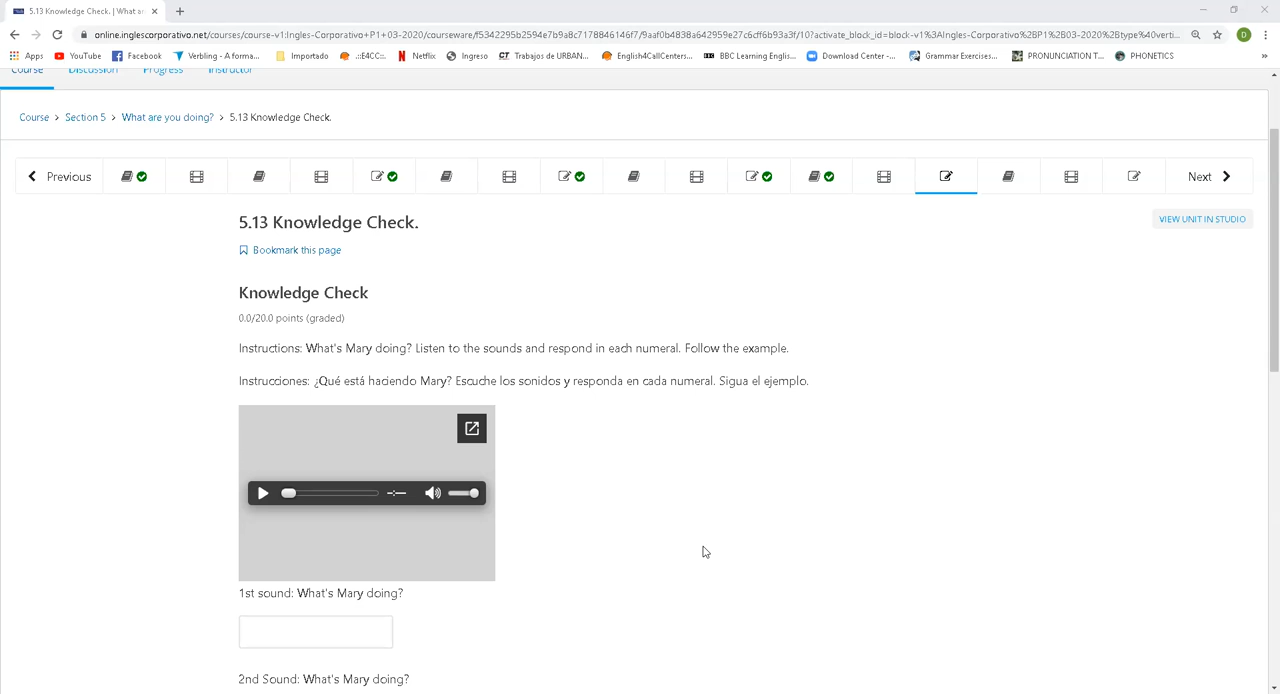 5.13 Knowledge Check. | What ar
online.inglescorporativo.net/courses/course-v1:Ingles-Corporativo+P1+03-2020/courseware/f5342295b2594e7b9a8c7178846146f7/9aaf0b4838a642959e27c6cff6b93a3f/10?activate_block_id=block-v1%3AIngles-Corporativo%2BP1%2B03-2020%2Btype%40verti...
D
Apps YouTube Facebook Verbling - A forma... Importado .::E4CC::. Netflix Ingreso CT Trabajos de URBAN... English4CallCenters... BBC BBC Learning Englis... Download Center -... Grammar Exercises... PRONUNCIATION T... PHONETICS »
Course Discussion Progress Instructor
Course > Section 5 > What are you doing? > 5.13 Knowledge Check.
Previous Next
5.13 Knowledge Check.
VIEW UNIT IN STUDIO
Bookmark this page
Knowledge Check
0.0/20.0 points (graded)
Instructions: What's Mary doing? Listen to the sounds and respond in each numeral. Follow the example.
Instrucciones: ¿Qué está haciendo Mary? Escuche los sonidos y responda en cada numeral. Sigua el ejemplo.
-:--
1st sound: What's Mary doing?
2nd Sound: What's Mary doing?